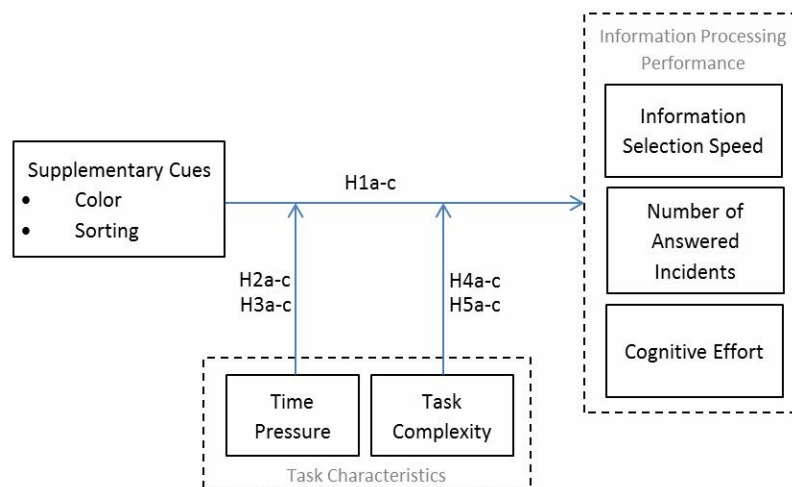 Information Processing
Performance
Information
Selection Speed
Supplementary Cues
• Color
• Sorting
H1a-c
Number of
Answered
Incidents
H2a-c
H3a-c
H4a-c
H5a-c
Cognitive Effort
Time
Pressure
Task
Complexity
Task Characteristics